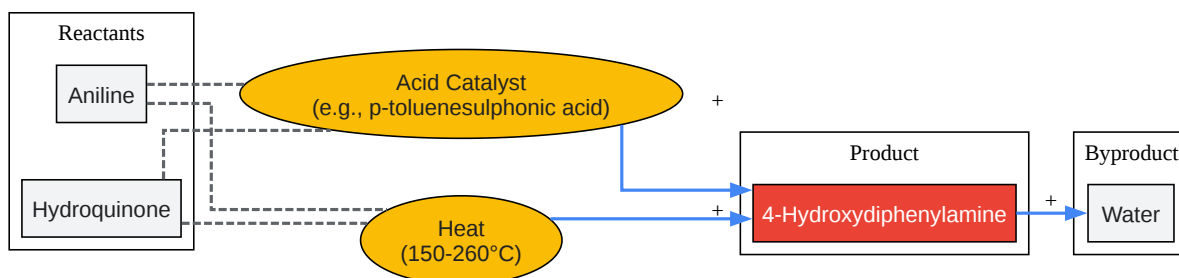 Reactants
Aniline
Hydroquinone
Acid Catalyst
(e.g., p-toluenesulphonic acid)
Heat
(150-260°C)
+
+
Product
4-Hydroxydiphenylamine
+
Byproduct
Water